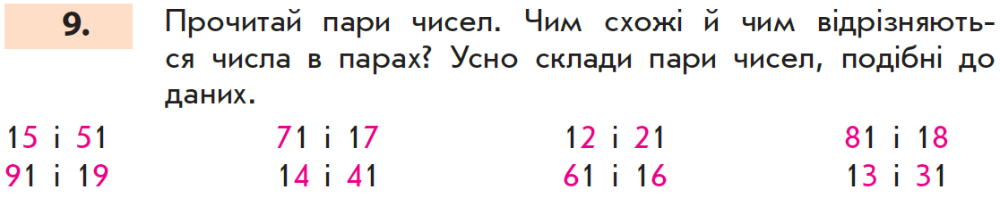 9. Прочитай пари чисел. Чим схожі й чим відрізняють-
ся числа в парах? Усно склади пари чисел, подібні до
даних.
15 і 51 71 і 17 12 і 21 81 і 18
91 і 19 14 і 41 61 і 16 13 і 31